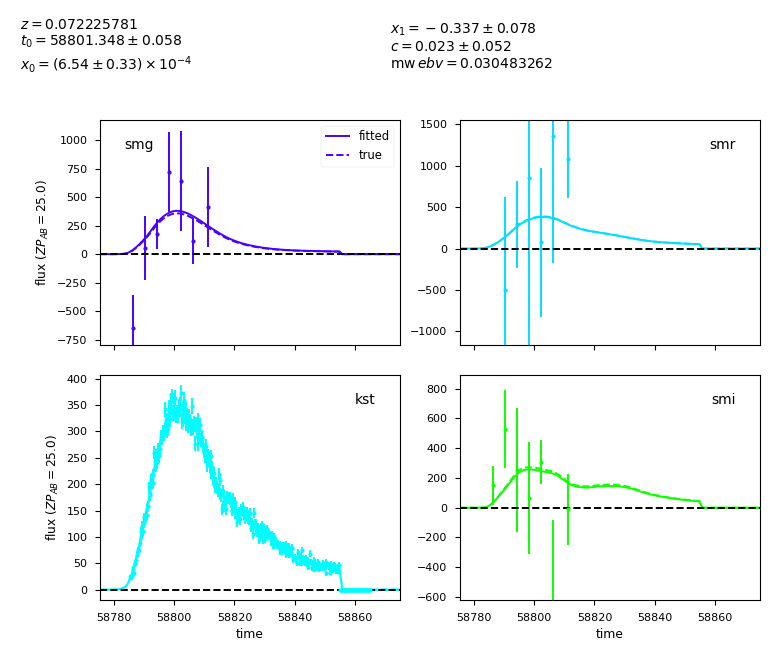 z = 0.072225781
t₀ = 58801.348 ± 0.058
x₀ = (6.54 ± 0.33) × 10⁻⁴
x₁ = −0.337 ± 0.078
c = 0.023 ± 0.052
mw ebv = 0.030483262
smg
fitted
true
flux (ZP_AB = 25.0)
1000
750
500
250
0
−250
−500
−750
smr
1500
1000
500
0
−500
−1000
kst
flux (ZP_AB = 25.0)
400
350
300
250
200
150
100
50
0
58780 58800 58820 58840 58860
time
smi
800
600
400
200
0
−200
−400
−600
58780 58800 58820 58840 58860
time